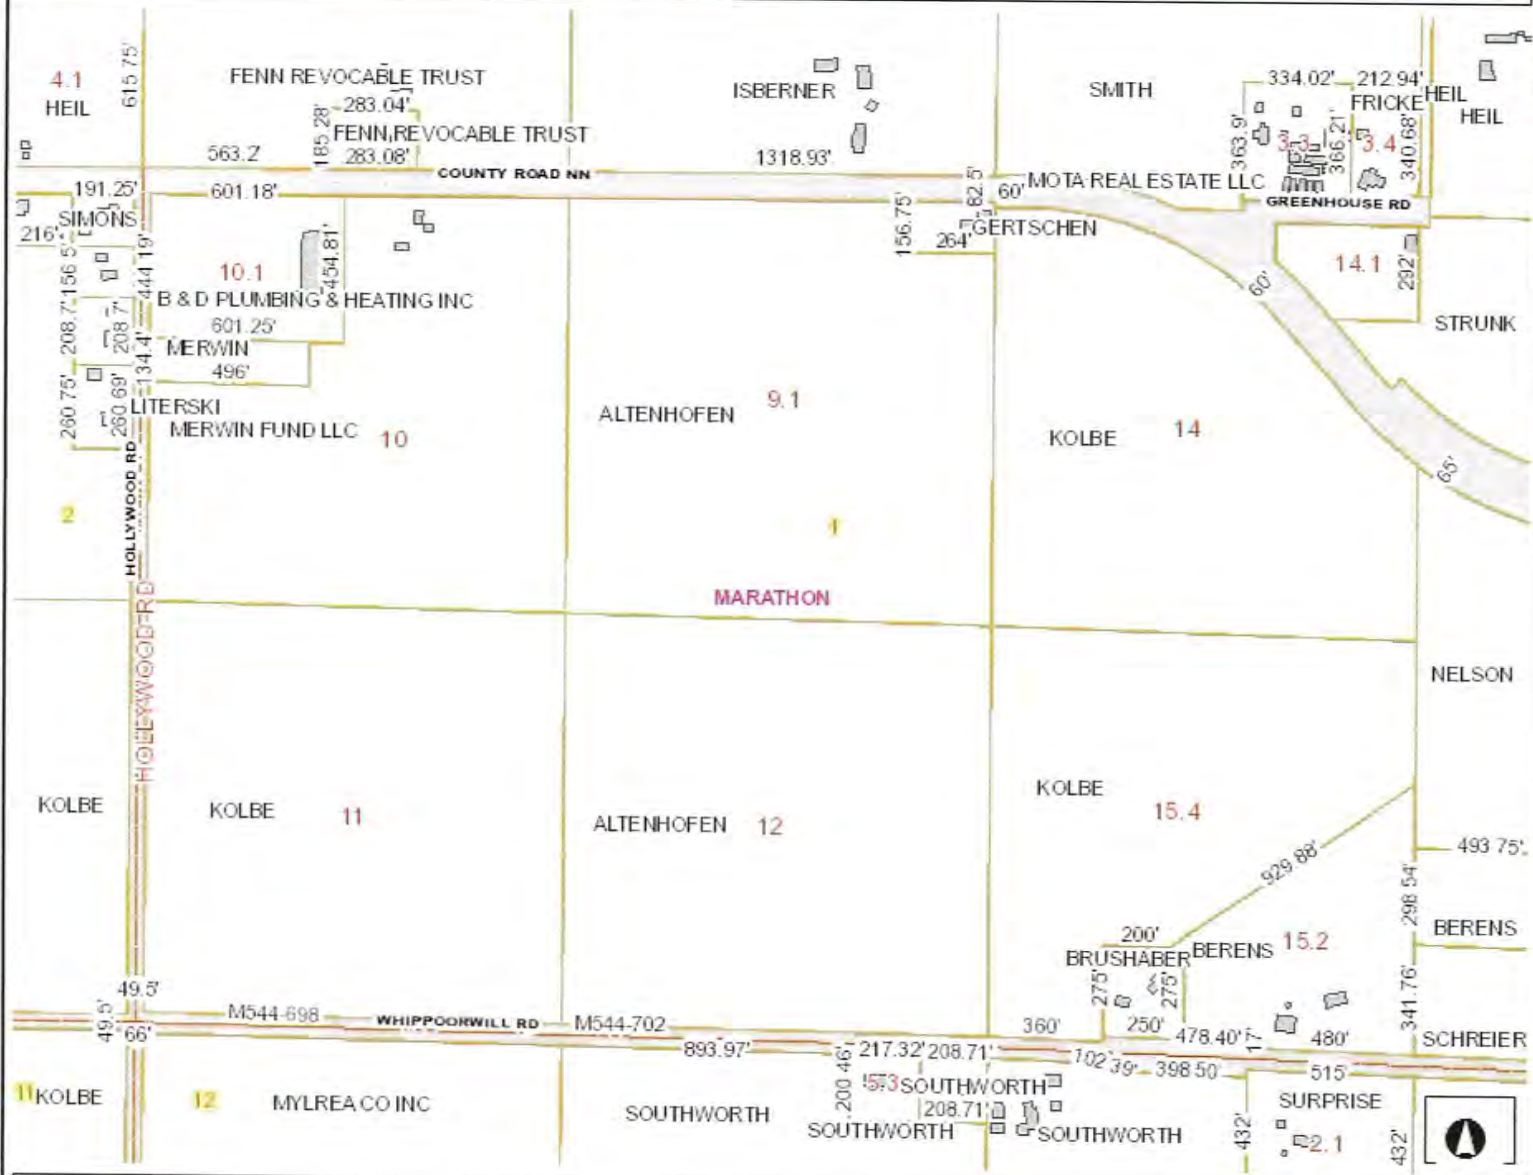 615 75'
4.1
HEIL
FENN REVOCABLE TRUST
283.04'
185.28'
FENN REVOCABLE TRUST
283.08'
563.2'
COUNTY ROAD NN
ISBERNER
1318.93'
SMITH
334.02' 212.94'
FRICKE
HEIL
HEIL
363.9'
3.3
366.21'
3.4
340.68'
82.5'
60'
MOTA REAL ESTATE LLC
GREENHOUSE RD
191.25'
601.18'
SIMONS
216'
156 5'
444 19'
10.1
454.81'
B & D PLUMBING & HEATING INC
208.7'
208 7'
134.4'
601.25'
MERWIN
496'
260 75'
260 69'
LITERSKI
MERWIN FUND LLC
10
156.75'
264'
GERTSCHEN
60'
14.1
292'
STRUNK
ALTENHOFEN
9.1
KOLBE
14
65'
HOLLYWOOD RD
2
1
MARATHON
HOLLYWOOD RD
NELSON
KOLBE
KOLBE
11
ALTENHOFEN
12
KOLBE
15.4
929 88'
493 75'
298 54'
200'
BRUSHABER
BERENS
15.2
BERENS
275'
275'
341.76'
49.5'
49.5'
66'
M544-698
WHIPPOORWILL RD
M544-702
893.97'
217.32'
208.71'
360'
250'
478.40'
17'
480'
SCHREIER
102 39'
398 50'
515'
200 46'
5.3
SOUTHWORTH
208.71'
11
KOLBE
12
MYLREA CO INC
SOUTHWORTH
SOUTHWORTH
SOUTHWORTH
432'
SURPRISE
2.1
432'